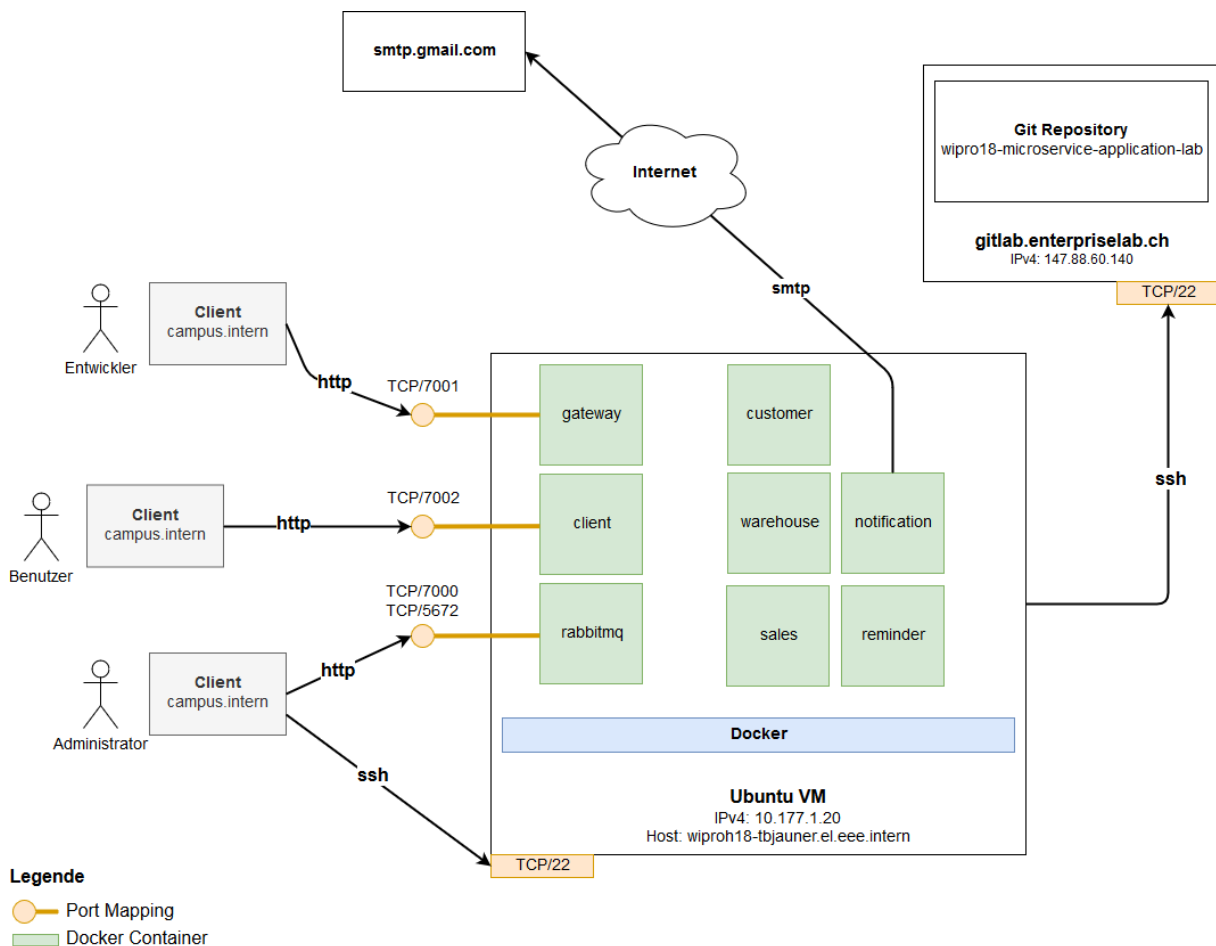 smtp.gmail.com
Internet
smtp
Git Repository
wipro18-microservice-application-lab
gitlab.enterpriselab.ch
IPv4: 147.88.60.140
TCP/22
ssh
Client
campus.intern
Entwickler
http
TCP/7001
gateway
customer
Client
campus.intern
Benutzer
http
TCP/7002
client
warehouse
notification
Client
campus.intern
Administrator
http
TCP/7000
TCP/5672
rabbitmq
sales
reminder
ssh
Docker
Ubuntu VM
IPv4: 10.177.1.20
Host: wiproh18-tbjauner.el.eee.intern
TCP/22
Legende
Port Mapping
Docker Container